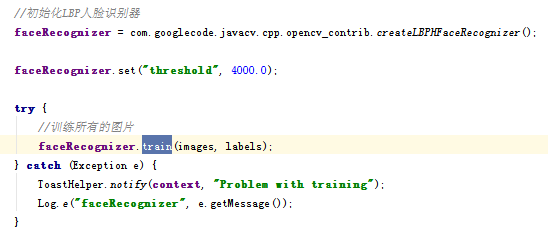 //初始化LBP人脸识别器
faceRecognizer = com.googlecode.javacv.cpp.opencv_contrib.createLBPHFaceRecognizer();
faceRecognizer.set("threshold", 4000.0);
try {
//训练所有的图片
faceRecognizer.train(images, labels);
} catch (Exception e) {
ToastHelper.notify(context, "Problem with training");
Log.e("faceRecognizer", e.getMessage());
}